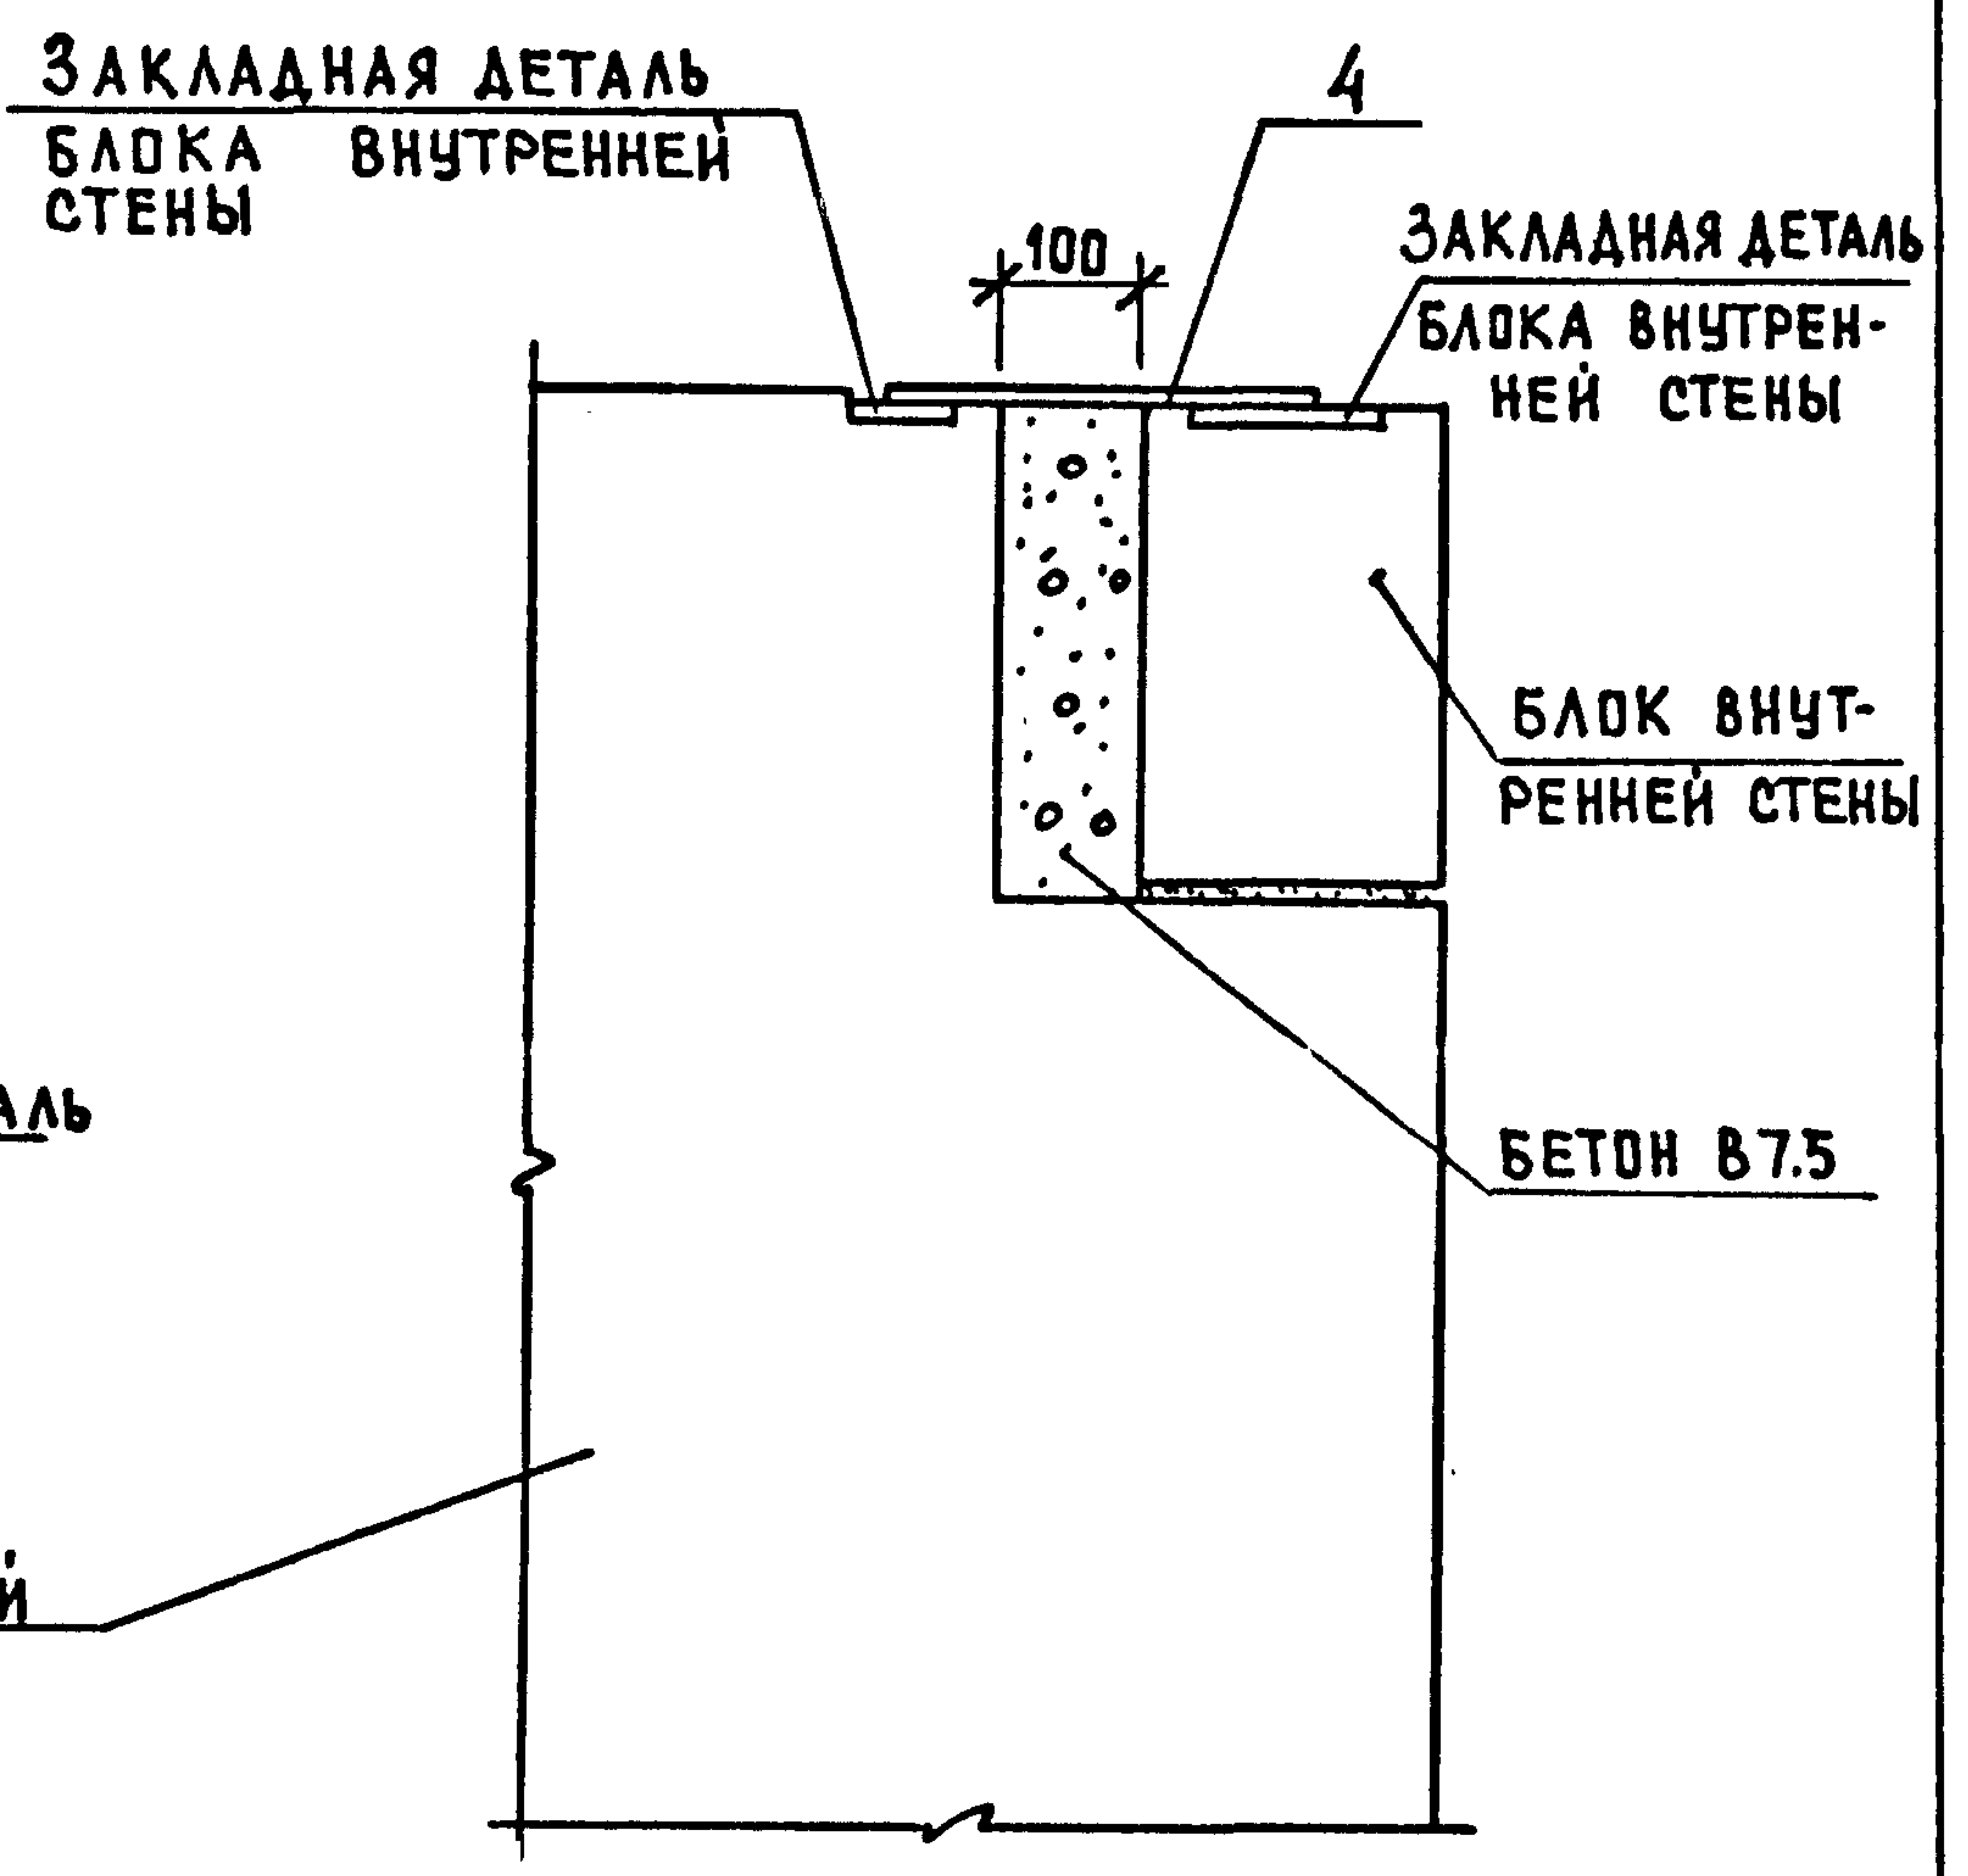 ЗАКЛАДНАЯ ДЕТАЛЬ
БЛОКА ВНУТРЕННЕЙ
СТЕНЫ
4
100
ЗАКЛАДНАЯ ДЕТАЛЬ
БЛОКА ВНУТРЕН-
НЕЙ СТЕНЫ
БЛОК ВНУТ-
РЕННЕЙ СТЕНЫ
АЛЬ
БЕТОН В7.5
Й